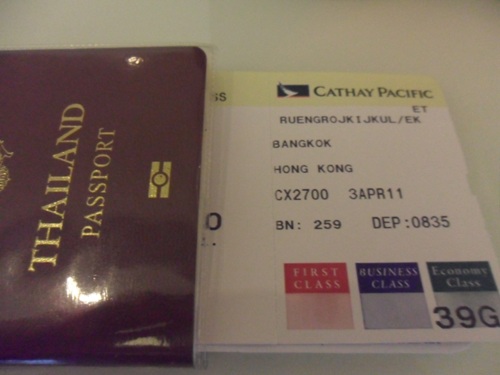 THAILAND
PASSPORT
SS
CATHAY PACIFIC
ET
RUENGROJKIJKUL/EK
BANGKOK
HONG KONG
CX2700 3APR11
O
BN: 259 DEP:0835
FIRST
CLASS
BUSINESS
CLASS
Economy
Class
39G